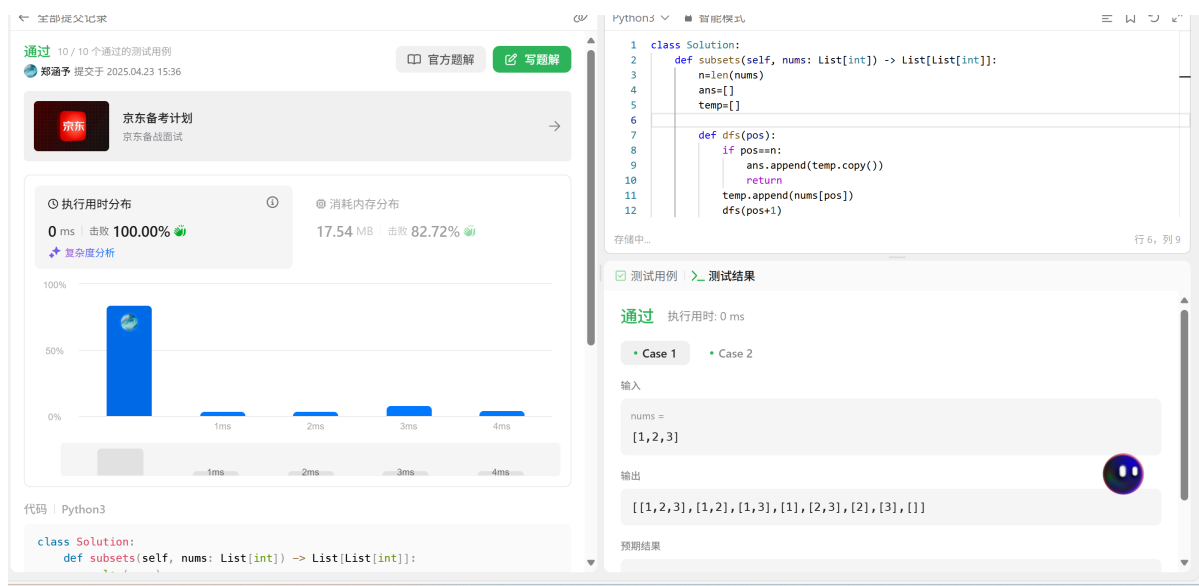 全部提交记录
通过 10 / 10 个通过的测试用例
郑涵予 提交于 2025.04.23 15:36
官方题解
写题解
京东
京东备考计划
京东备战面试
执行用时分布
0 ms 击败 100.00%
复杂度分析
消耗内存分布
17.54 MB 击败 82.72%
100%
50%
0%
1ms 2ms 3ms 4ms
1ms 2ms 3ms 4ms
代码 Python3
class Solution:
def subsets(self, nums: List[int]) -> List[List[int]]:
Python3 智能模式
1 class Solution:
2 def subsets(self, nums: List[int]) -> List[List[int]]:
3 n=len(nums)
4 ans=[]
5 temp=[]
6
7 def dfs(pos):
8 if pos==n:
9 ans.append(temp.copy())
10 return
11 temp.append(nums[pos])
12 dfs(pos+1)
存储中...
行 6，列 9
测试用例 测试结果
通过 执行用时: 0 ms
Case 1 Case 2
输入
nums =
[1,2,3]
输出
[[1,2,3],[1,2],[1,3],[1],[2,3],[2],[3],[]]
预期结果